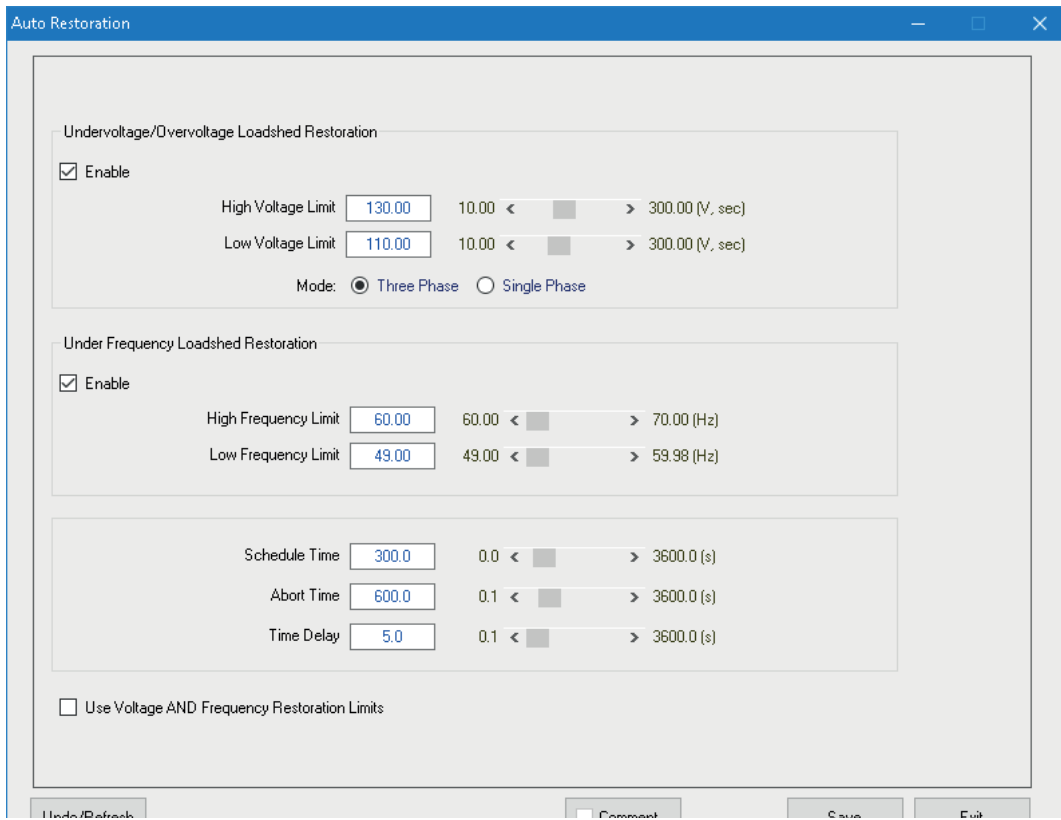 Auto Restoration
Undervoltage/Overvoltage Loadshed Restoration
Enable
High Voltage Limit 130.00 10.00 < > 300.00 (V, sec)
Low Voltage Limit 110.00 10.00 < > 300.00 (V, sec)
Mode: Three Phase Single Phase
Under Frequency Loadshed Restoration
Enable
High Frequency Limit 60.00 60.00 < > 70.00 (Hz)
Low Frequency Limit 49.00 49.00 < > 59.98 (Hz)
Schedule Time 300.0 0.0 < > 3600.0 (s)
Abort Time 600.0 0.1 < > 3600.0 (s)
Time Delay 5.0 0.1 < > 3600.0 (s)
Use Voltage AND Frequency Restoration Limits
Undo/Refresh Comment Save Exit